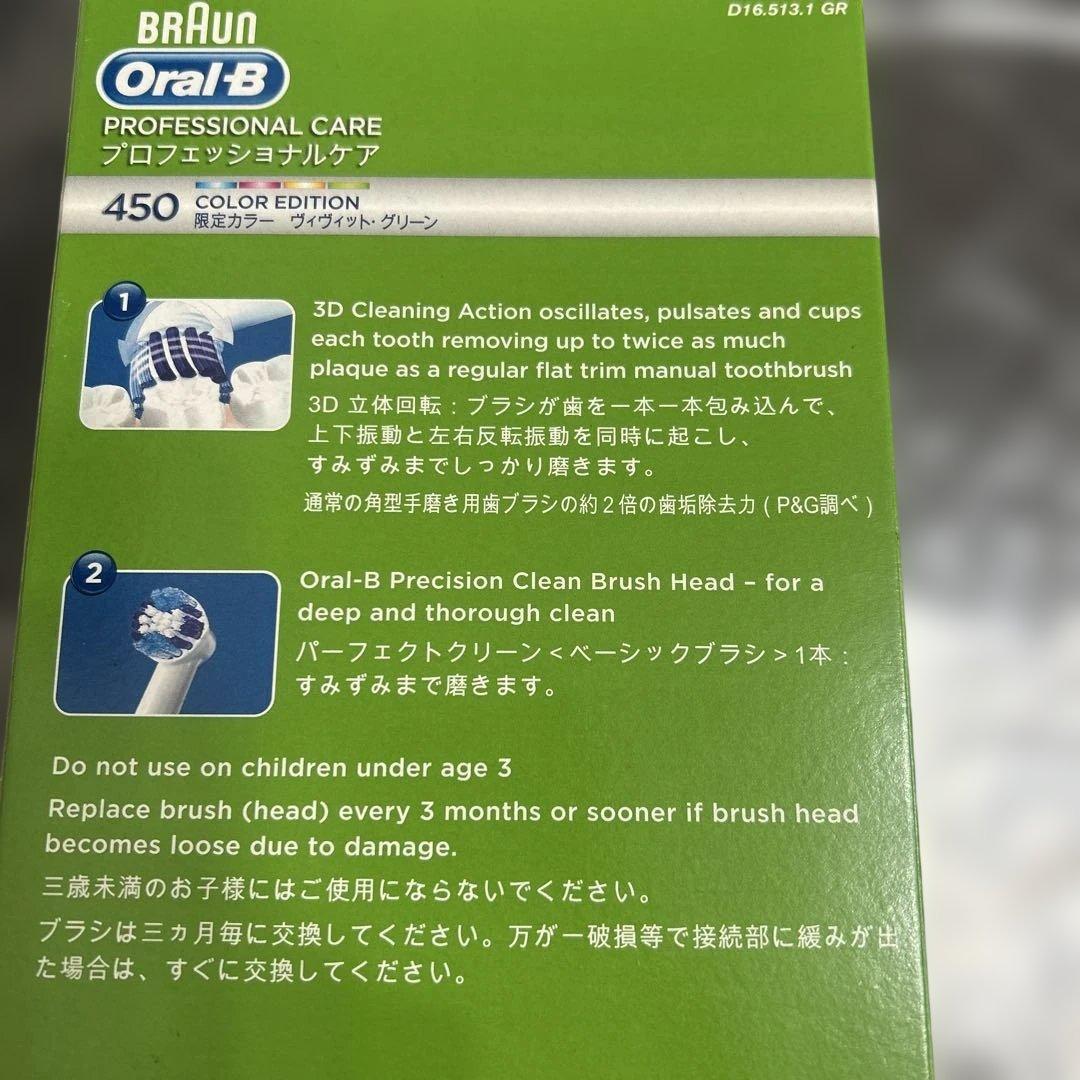 BRAUN
D16.513.1 GR
Oral-B
PROFESSIONAL CARE
プロフェッショナルケア
450 COLOR EDITION
限定カラー ヴィヴィット・グリーン
1
3D Cleaning Action oscillates, pulsates and cups
each tooth removing up to twice as much
plaque as a regular flat trim manual toothbrush
3D 立体回転：ブラシが歯を一本一本包み込んで、
上下振動と左右反転振動を同時に起こし、
すみずみまでしっかり磨きます。
通常の角型手磨き用歯ブラシの約２倍の歯垢除去力 ( P&G調べ )
2
Oral-B Precision Clean Brush Head – for a
deep and thorough clean
パーフェクトクリーン＜ベーシックブラシ＞1本：
すみずみまで磨きます。
Do not use on children under age 3
Replace brush (head) every 3 months or sooner if brush head
becomes loose due to damage.
三歳未満のお子様にはご使用にならないでください。
ブラシは三ヵ月毎に交換してください。万が一破損等で接続部に緩みが出
た場合は、すぐに交換してください。